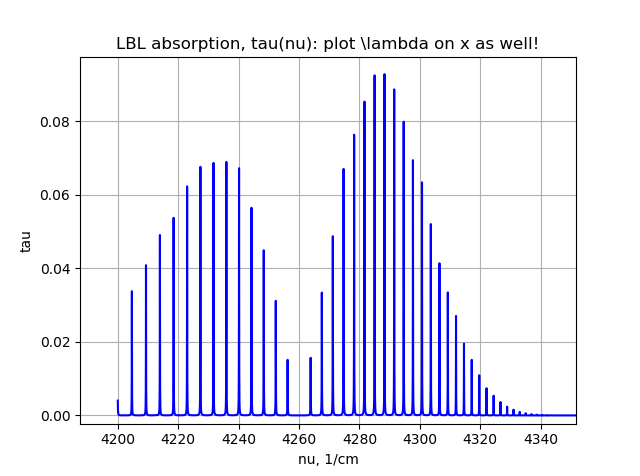 LBL absorption, tau(nu): plot \lambda on x as well!
0.08
0.06
0.04
0.02
0.00
tau
4200 4220 4240 4260 4280 4300 4320 4340
nu, 1/cm